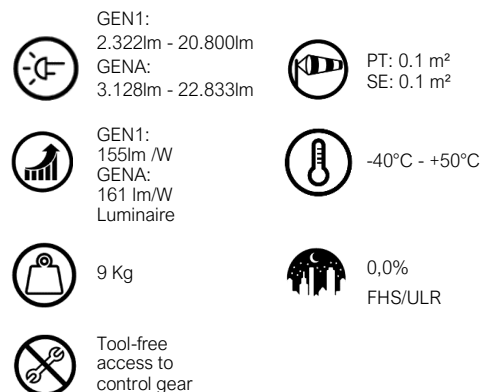 GEN1:
2.322lm - 20.800lm
GENA:
3.128lm - 22.833lm
PT: 0.1 m²
SE: 0.1 m²
GEN1:
155lm /W
GENA:
161 lm/W
Luminaire
-40°C - +50°C
9 Kg
0,0%
FHS/ULR
Tool-free
access to
control gear